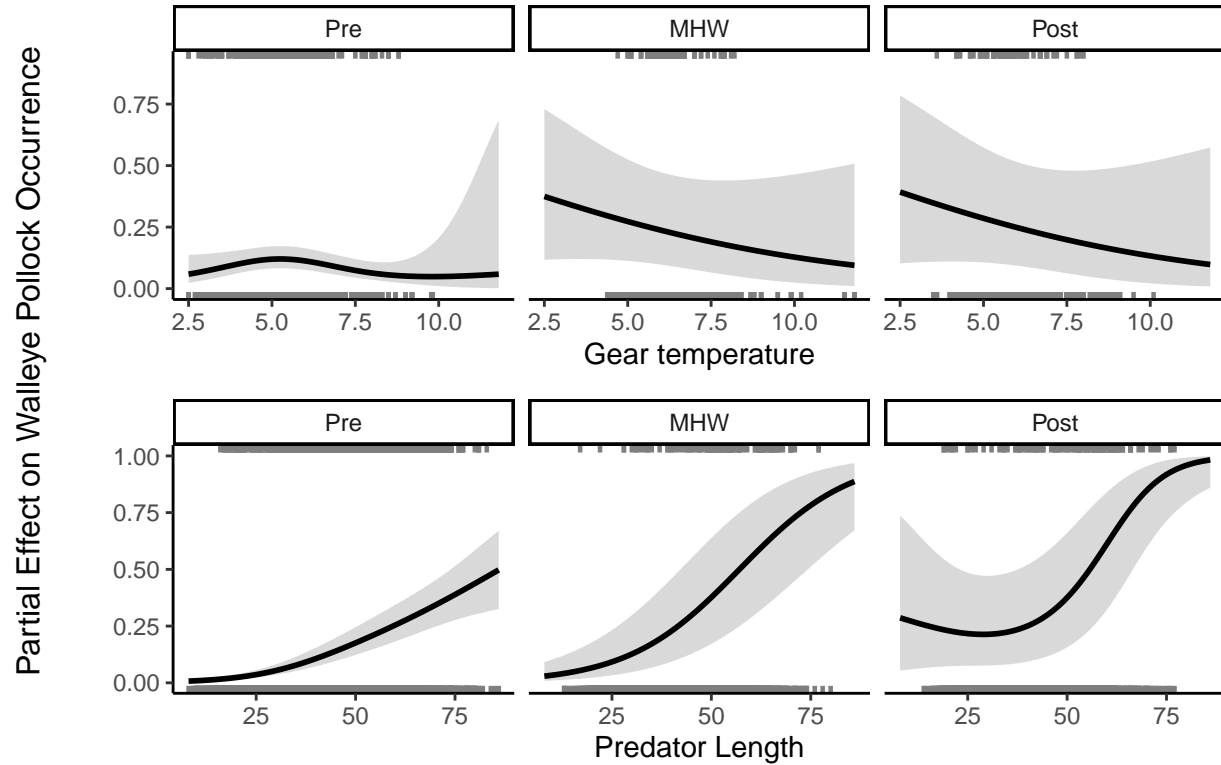 Partial Effect on Walleye Pollock Occurrence
Pre MHW Post
0.75
0.50
0.25
0.00
2.5 5.0 7.5 10.0 2.5 5.0 7.5 10.0 2.5 5.0 7.5 10.0
Gear temperature
Pre MHW Post
1.00
0.75
0.50
0.25
0.00
25 50 75 25 50 75 25 50 75
Predator Length